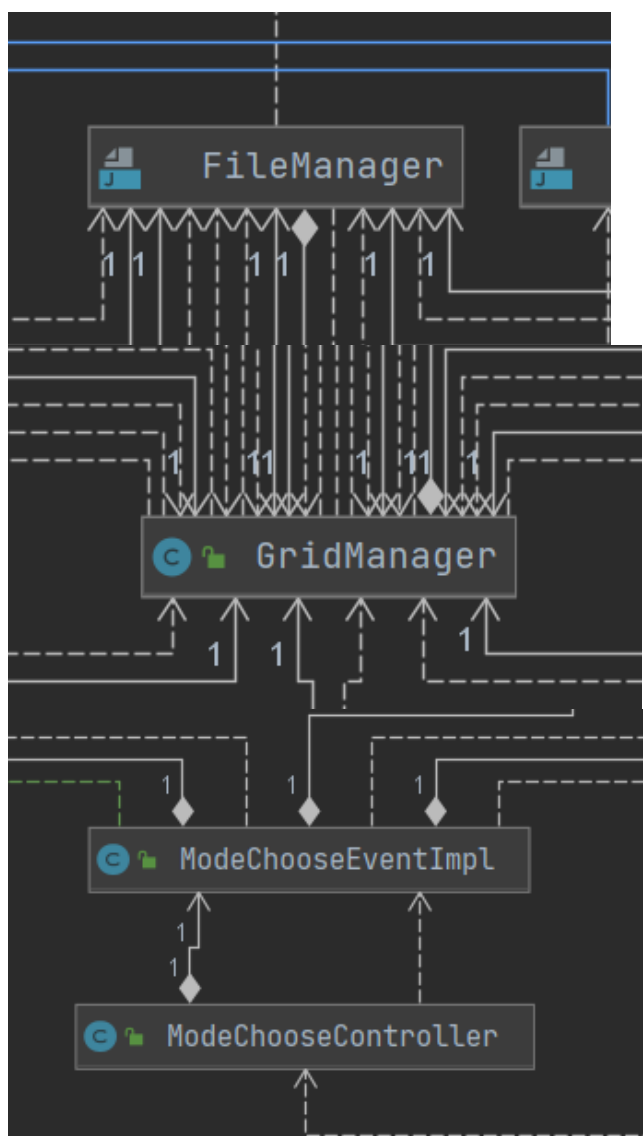 J FileManager J
1 1 1 1 1 1
1 11 1 11 1
C GridManager
1 1 1
1 1 1
C ModeChooseEventImpl
1
1
C ModeChooseController